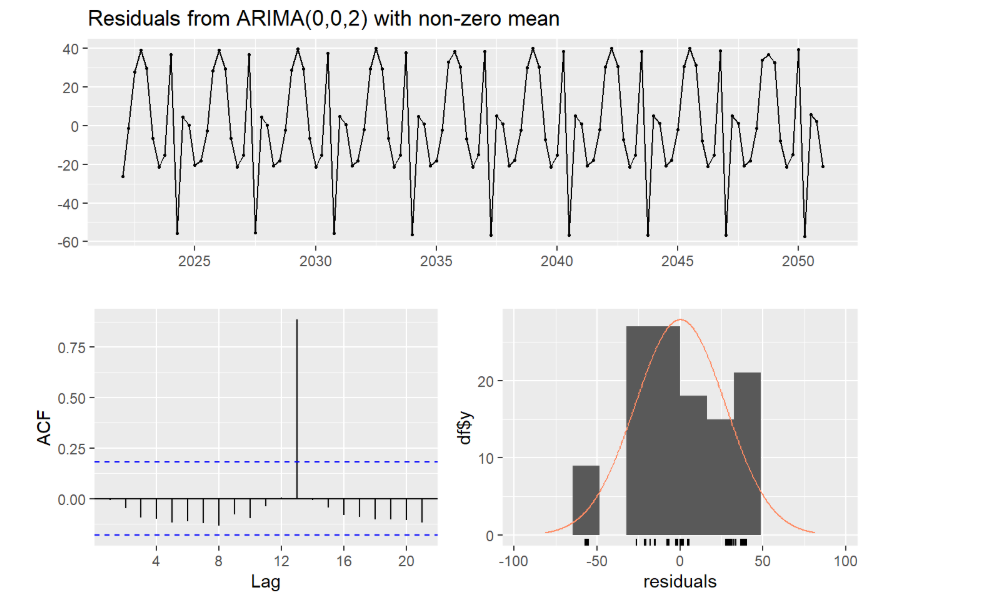 Residuals from ARIMA(0,0,2) with non-zero mean
40
20
0
-20
-40
-60
2025 2030 2035 2040 2045 2050
ACF
0.75
0.50
0.25
0.00
4 8 12 16 20
Lag
df$y
20
10
0
-100 -50 0 50 100
residuals